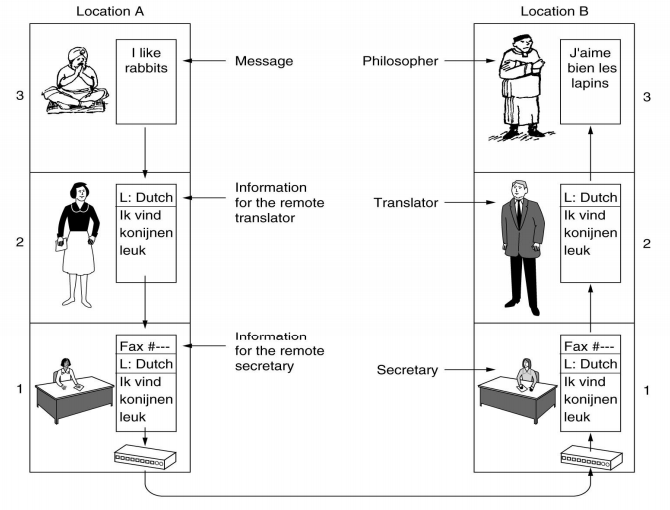 Location A
Location B
3
I like
rabbits
Message
Philosopher
J'aime
bien les
lapins
3
2
L: Dutch
Ik vind
konijnen
leuk
Information
for the remote
translator
Translator
L: Dutch
Ik vind
konijnen
leuk
2
1
Fax #---
L: Dutch
Ik vind
konijnen
leuk
Information
for the remote
secretary
Secretary
Fax #---
L: Dutch
Ik vind
konijnen
leuk
1